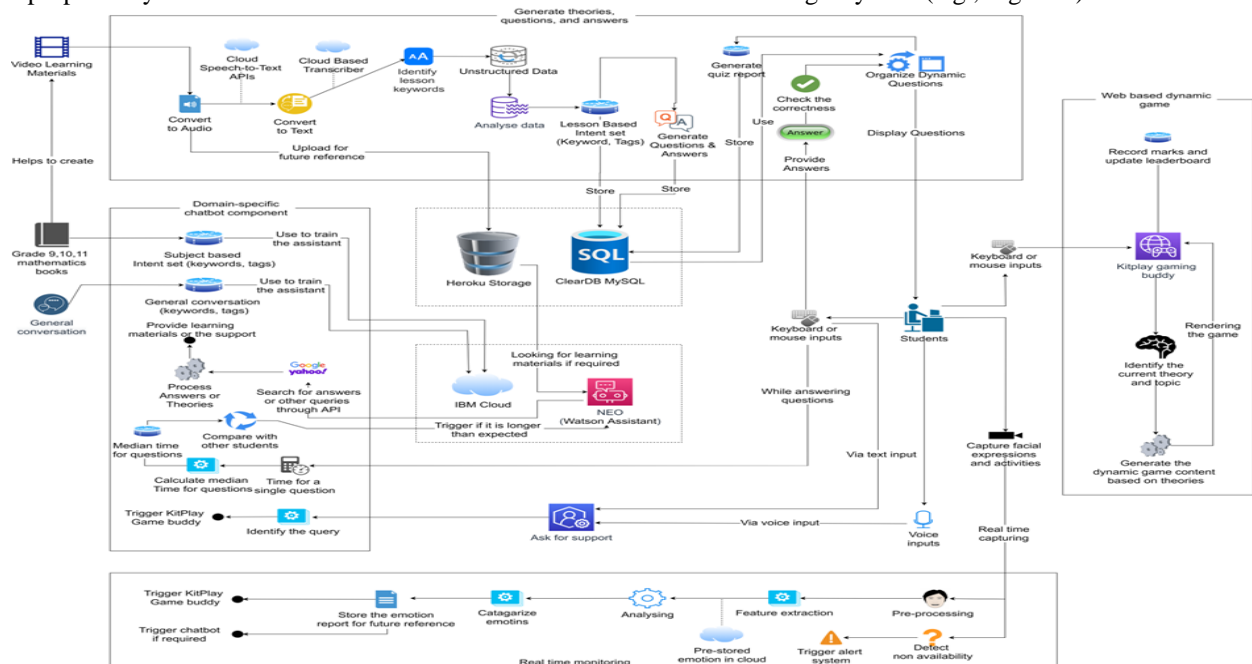 Generate theories,
questions, and answers
Video Learning
Materials
Cloud
Speech-to-Text
APIs
Cloud Based
Transcriber
AA
Identify
lesson
keywords
Unstructured Data
Generate
quiz report
Organize Dynamic
Questions
Convert
to Audio
Convert
to Text
Analyse data
Lesson Based
Intent set
(Keyword, Tags)
Q
A
Generate
Questions &
Answers
Check the
correctness
Use
Answer
Store
Provide
Answers
Display Questions
Upload for
future reference
Store
Store
Helps to create
Web based dynamic
game
Record marks and
update leaderboard
Kitplay gaming
buddy
Rendering
the game
Identify the
current theory
and topic
Generate the
dynamic game content
based on theories
Domain-specific
chatbot component
Grade 9,10,11
mathematics
books
Subject based
Intent set (keywords, tags)
Use to train
the assistant
General
conversation
General conversation
(keywords, tags)
Use to train
the assistant
Heroku Storage
SQL
ClearDB MySQL
Keyboard or
mouse inputs
Keyboard or
mouse inputs
Students
Provide learning
materials or the support
Process
Answers or
Theories
Google
yahoo!
Search for answers
or other queries
through API
Looking for learning
materials if required
IBM Cloud
NEO
(Watson Assistant)
While answering
questions
Median time
for questions
Compare with
other students
Trigger if it is longer
than expected
Calculate median
Time for questions
Time for a
single question
Via text input
Capture facial
expressions
and activities
Trigger KitPlay
Game buddy
Identify the query
Ask for support
Via voice input
Voice
inputs
Real time
capturing
Trigger KitPlay
Game buddy
Store the emotion
report for future reference
Catagarize
emotins
Analysing
Feature extraction
Pre-processing
Trigger chatbot
if required
Pre-stored
emotion in cloud
Trigger alert
system
Detect
non availability
Real time monitoring